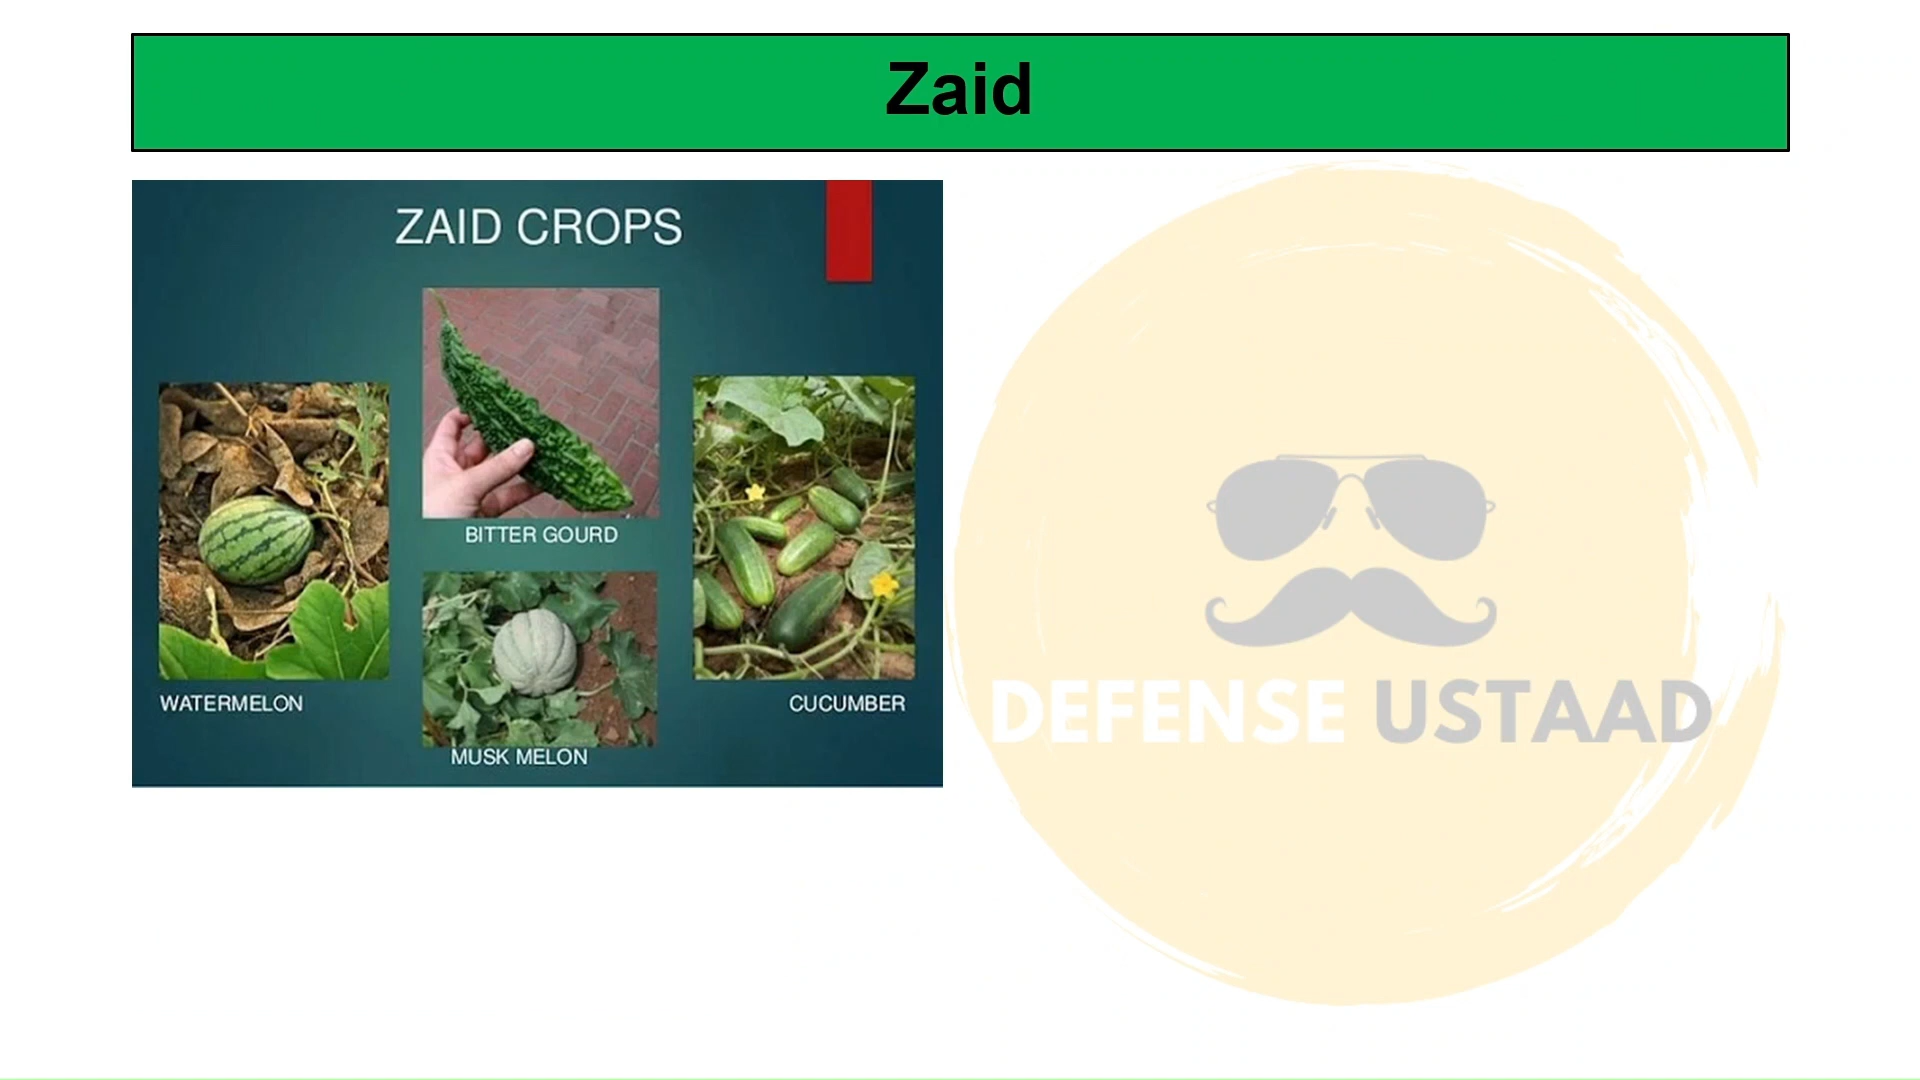 Zaid
ZAID CROPS
BITTER GOURD
WATERMELON
CUCUMBER
MUSK MELON
DEFENSE USTAAD